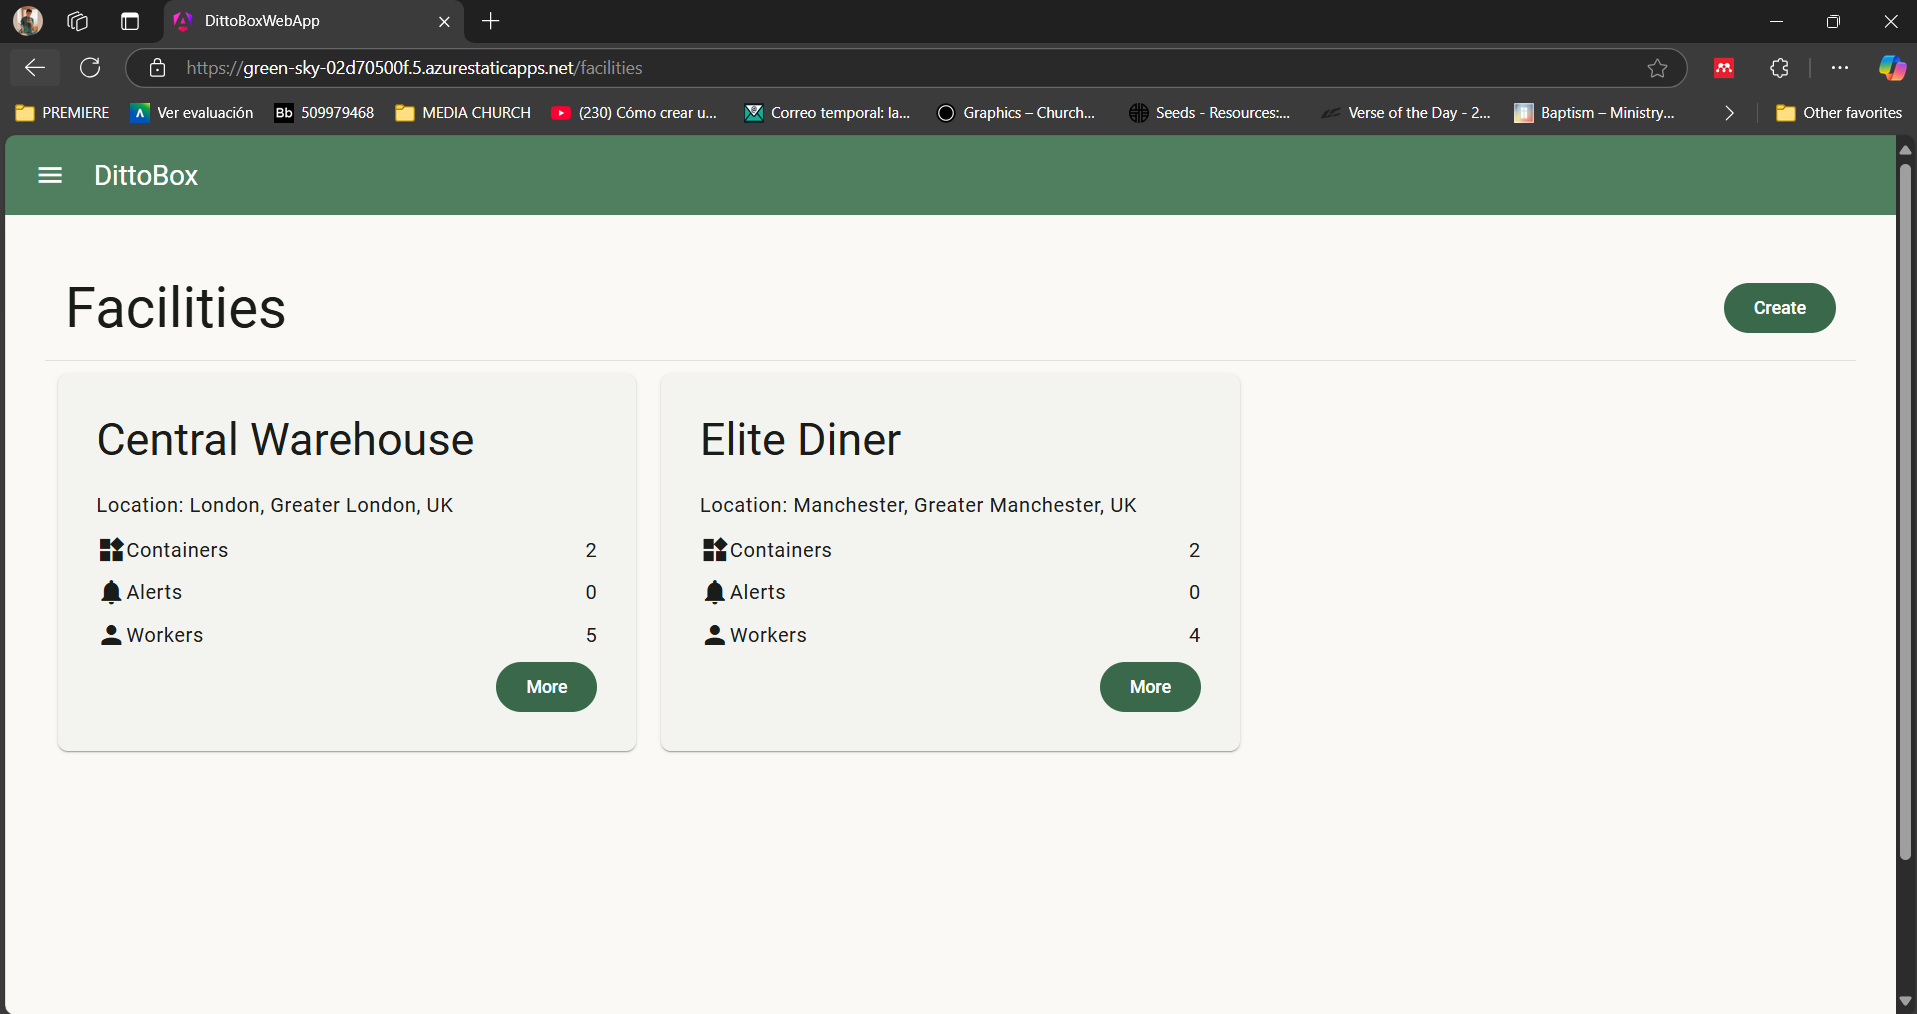 DittoBoxWebApp
https://green-sky-02d70500f.5.azurestaticapps.net/facilities
PREMIERE
Ver evaluación
Bb 509979468
MEDIA CHURCH
(230) Cómo crear u...
Correo temporal: la...
Graphics – Church...
Seeds - Resources:...
Verse of the Day - 2...
Baptism – Ministry...
Other favorites
DittoBox
Facilities
Create
Central Warehouse
Location: London, Greater London, UK
Containers 2
Alerts 0
Workers 5
More
Elite Diner
Location: Manchester, Greater Manchester, UK
Containers 2
Alerts 0
Workers 4
More